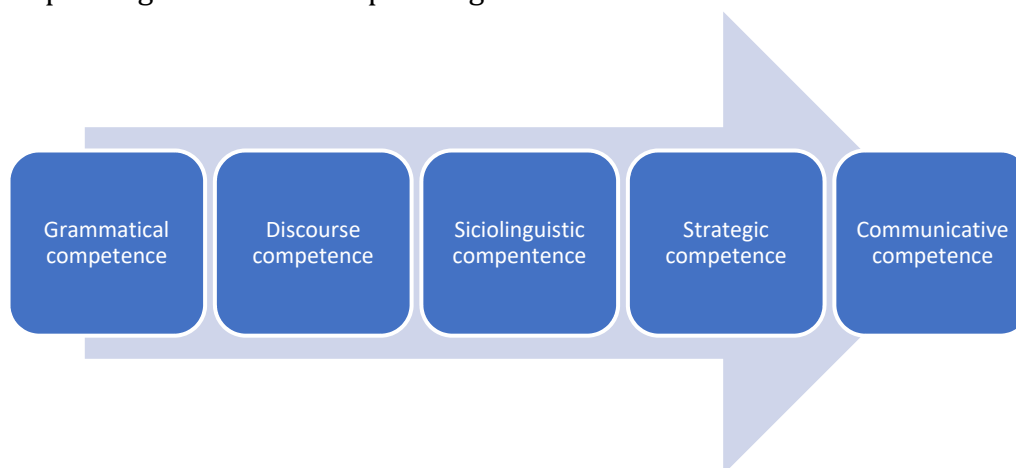 Grammatical
competence
Discourse
competence
Siciolinguistic
compentence
Strategic
competence
Communicative
competence